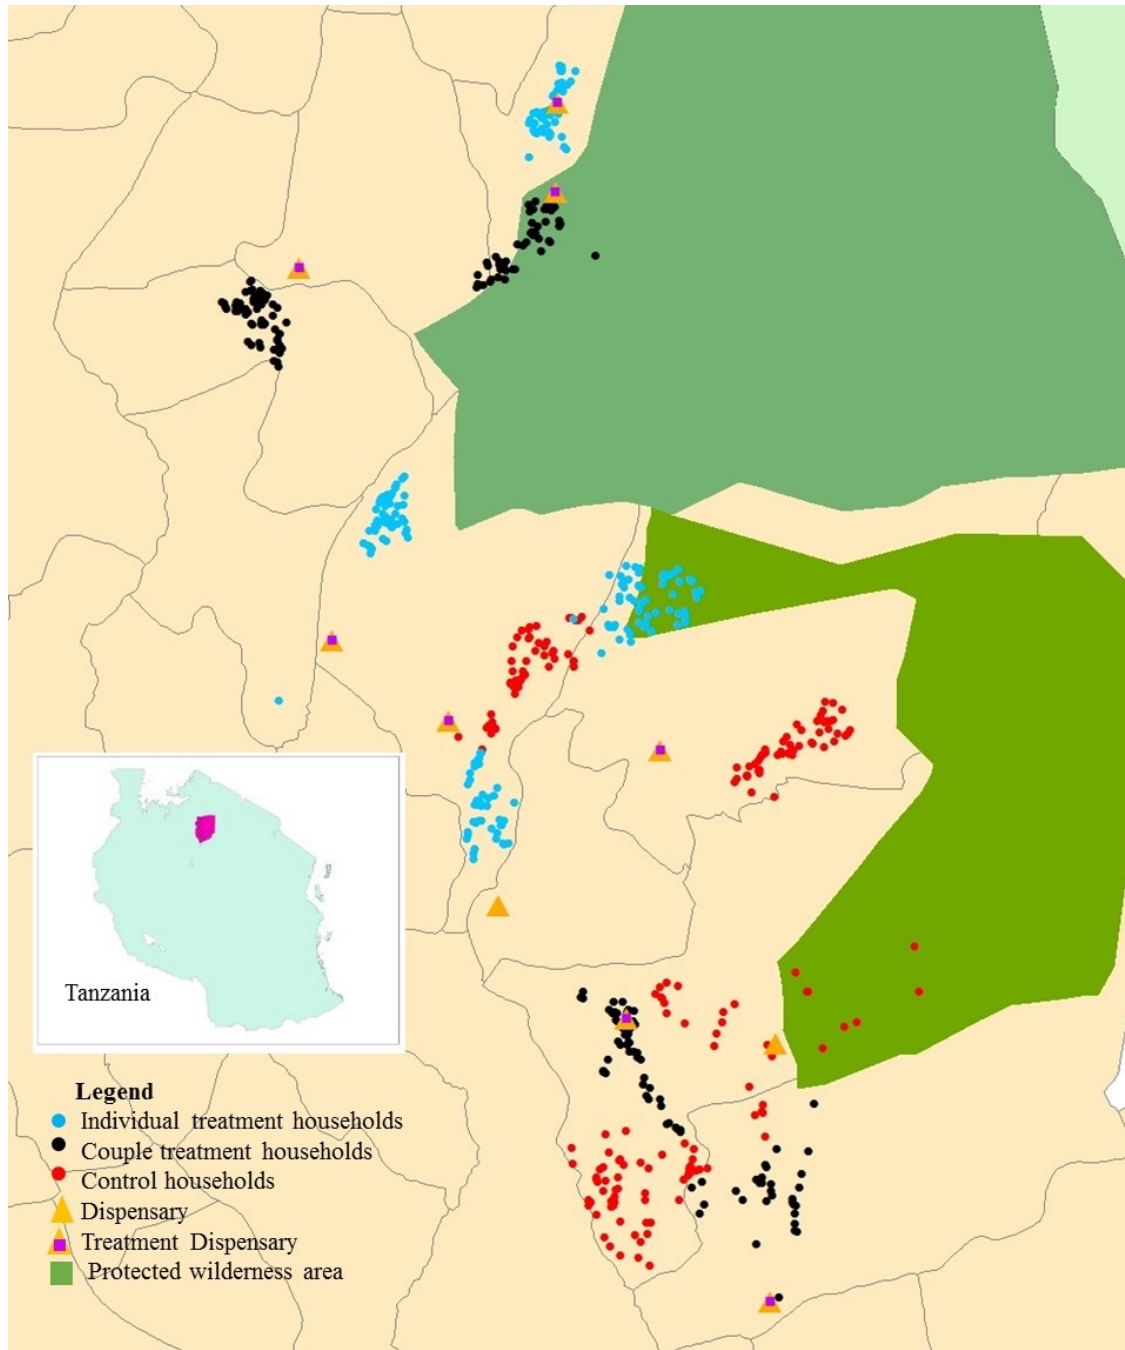 Tanzania
Legend
Individual treatment households
Couple treatment households
Control households
Dispensary
Treatment Dispensary
Protected wilderness area